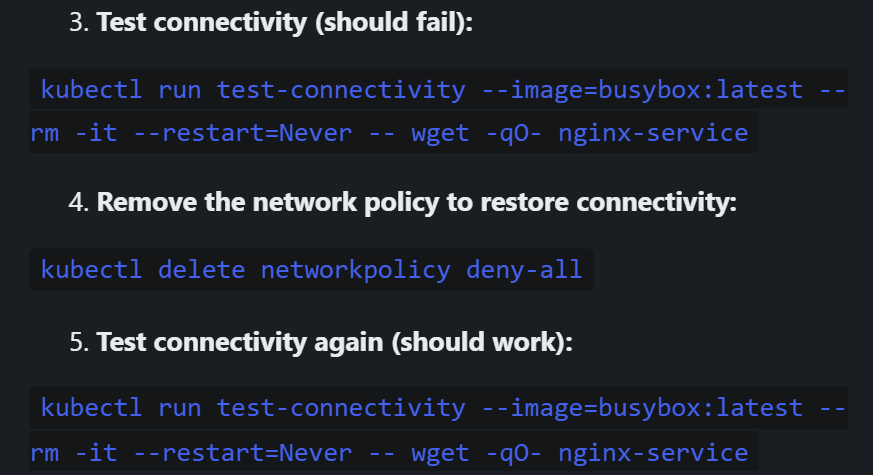 3. Test connectivity (should fail):
kubectl run test-connectivity --image=busybox:latest --
rm -it --restart=Never -- wget -qO- nginx-service
4. Remove the network policy to restore connectivity:
kubectl delete networkpolicy deny-all
5. Test connectivity again (should work):
kubectl run test-connectivity --image=busybox:latest --
rm -it --restart=Never -- wget -qO- nginx-service